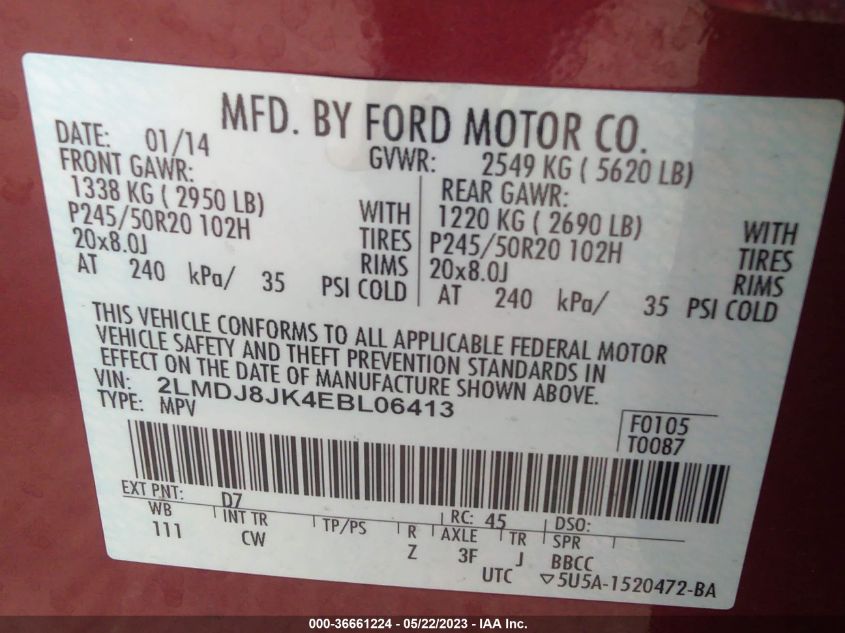 MFD. BY FORD MOTOR CO.
DATE: 01/14 GVWR: 2549 KG ( 5620 LB)
FRONT GAWR: REAR GAWR:
1338 KG ( 2950 LB) WITH 1220 KG ( 2690 LB) WITH
P245/50R20 102H TIRES P245/50R20 102H TIRES
20x8.0J RIMS 20x8.0J RIMS
AT 240 kPa/ 35 PSI COLD AT 240 kPa/ 35 PSI COLD
THIS VEHICLE CONFORMS TO ALL APPLICABLE FEDERAL MOTOR
VEHICLE SAFETY AND THEFT PREVENTION STANDARDS IN
EFFECT ON THE DATE OF MANUFACTURE SHOWN ABOVE.
VIN: 2LMDJ8JK4EBL06413
TYPE: MPV
F0105
T0087
EXT PNT: DZ RC: 45 DSO:
WB INT TR TP/PS R AXLE TR SPR
111 CW Z 3F J BBCC
UTC ▽5U5A-1520472-BA
000-36661224 - 05/22/2023 - IAA Inc.